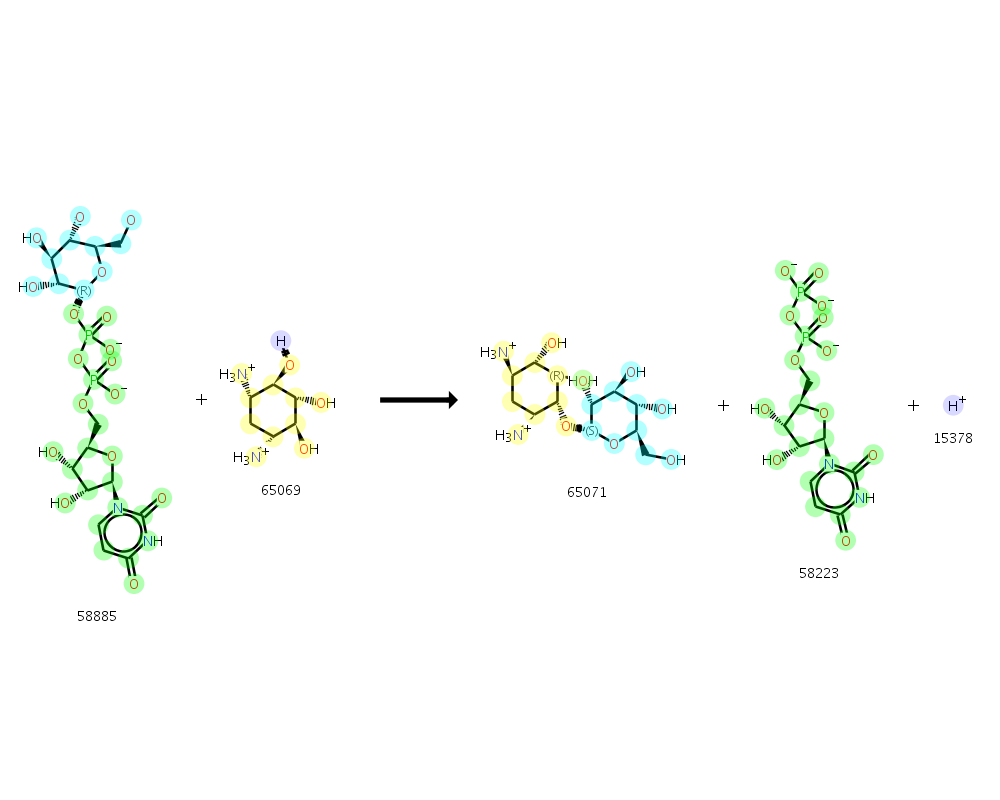 O
O
HO
O
HO
(R)
O
O
P
O⁻
O
O
P
O⁻
O
HO
O
HO
N
O
NH
O
58885
+
H
O
H₃N⁺
OH
OH
H₃N⁺
65069
H₃N⁺
OH
(R)
HOH
OH
OH
H₃N⁺
O
(S)
O
OH
65071
+
O⁻
O
P
O⁻
O
O
P
O⁻
O
HO
O
HO
N
O
NH
O
58223
+
H⁺
15378